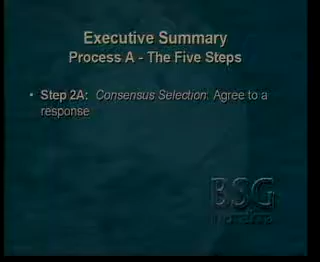 Executive Summary
Process A - The Five Steps
• Step 2A: Consensus Selection: Agree to a
response
BSG